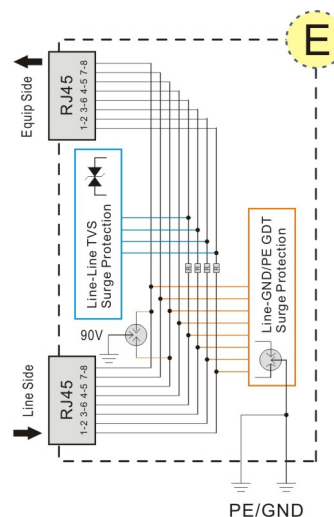 E
Equip Side
RJ45
1-2 3-6 4-5 7-8
Line-Line TVS
Surge Protection
Line-GND/PE GDT
Surge Protection
90V
Line Side
RJ45
1-2 3-6 4-5 7-8
PE/GND